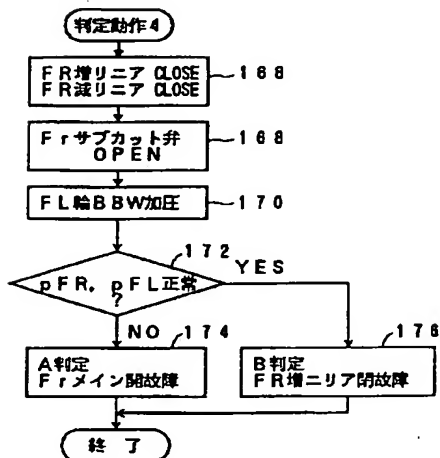 判定動作4
FR増リニア CLOSE
FR減リニア CLOSE
168
Frサブカット弁
OPEN
168
FL輪BBW加圧
170
172
pFR, pFL正常
?
YES
NO
174
176
A判定
Frメイン開故障
B判定
FR増ニリア閉故障
終了